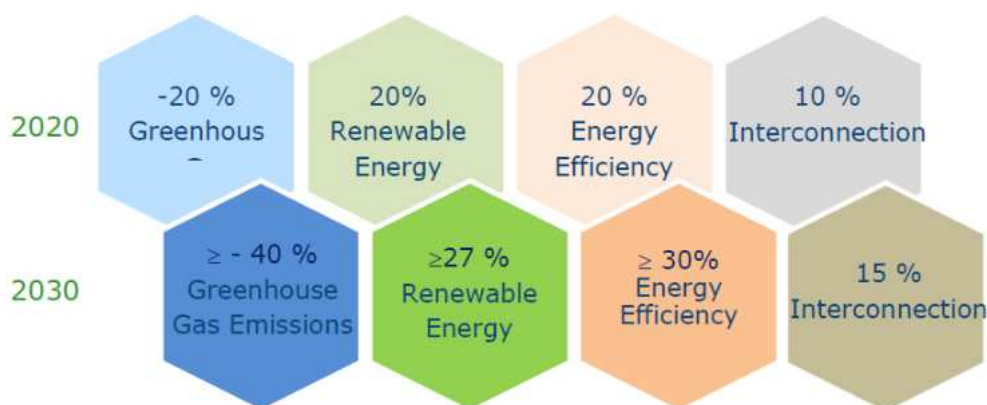 2020
-20 %
Greenhous
20%
Renewable
Energy
20 %
Energy
Efficiency
10 %
Interconnection
2030
≥ - 40 %
Greenhouse
Gas Emissions
≥27 %
Renewable
Energy
≥ 30%
Energy
Efficiency
15 %
Interconnection